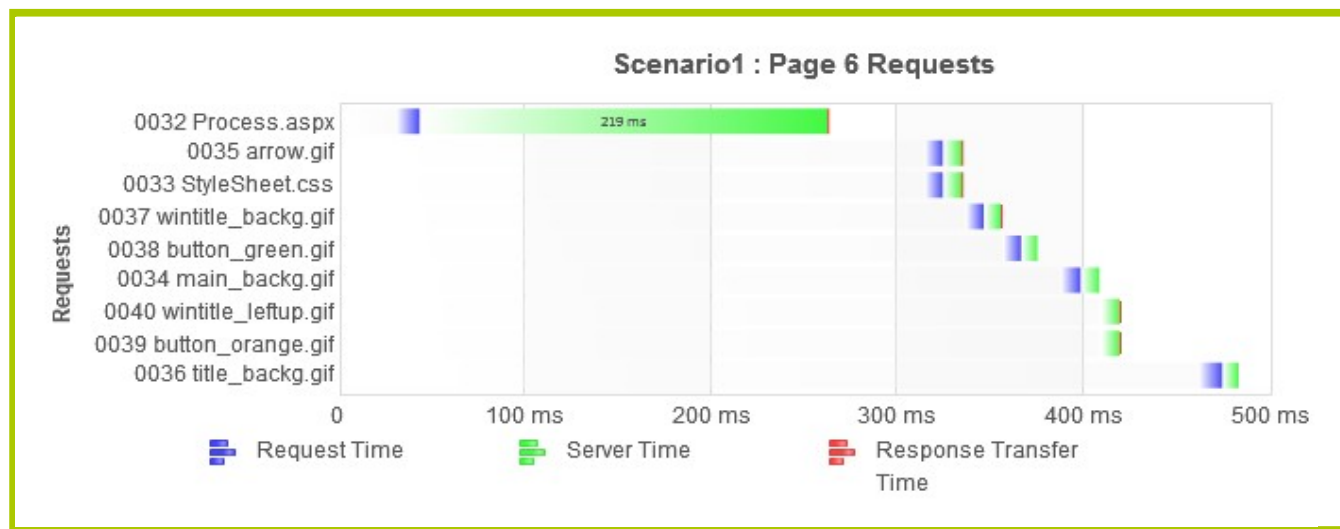 Scenario1 : Page 6 Requests
Requests
0032 Process.aspx
219 ms
0035 arrow.gif
0033 StyleSheet.css
0037 wintitle_backg.gif
0038 button_green.gif
0034 main_backg.gif
0040 wintitle_leftup.gif
0039 button_orange.gif
0036 title_backg.gif
0 100 ms 200 ms 300 ms 400 ms 500 ms
Request Time Server Time Response Transfer
Time